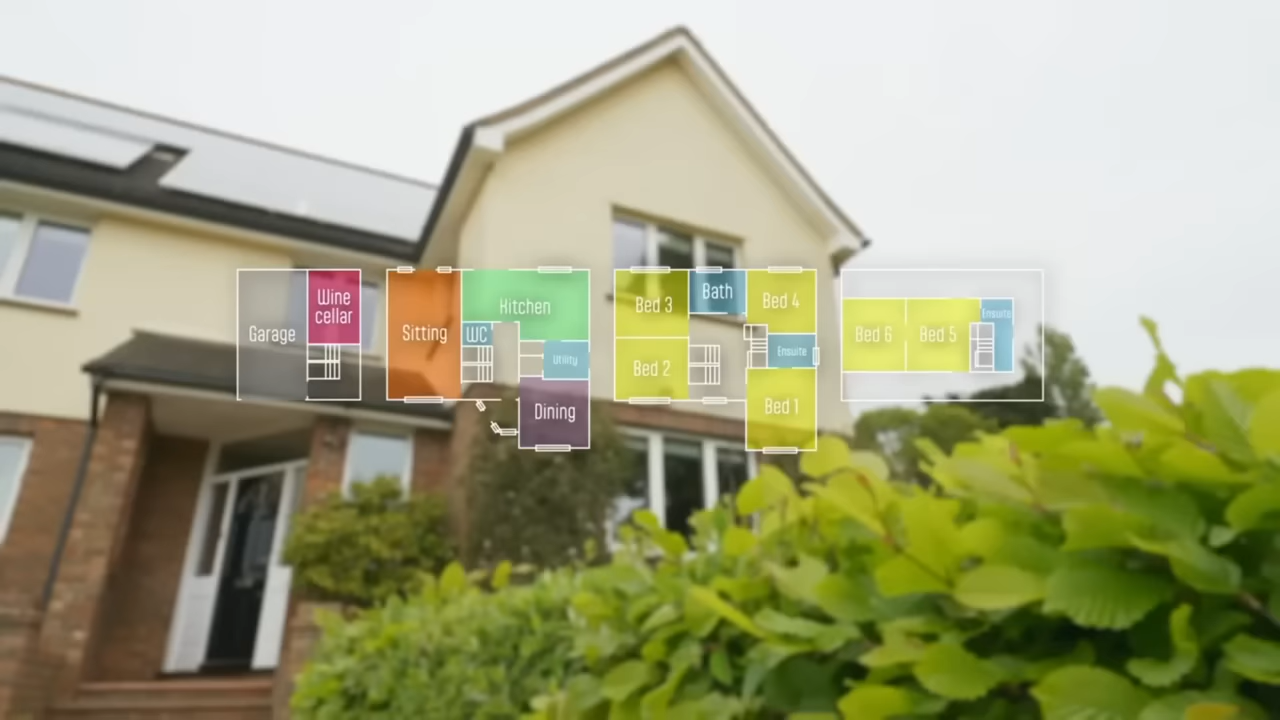 Garage
Wine
cellar
Sitting
Kitchen
WC
Utility
Dining
Bed 3
Bath
Bed 4
Bed 2
Ensuite
Bed 1
Bed 6
Bed 5
Ensuite